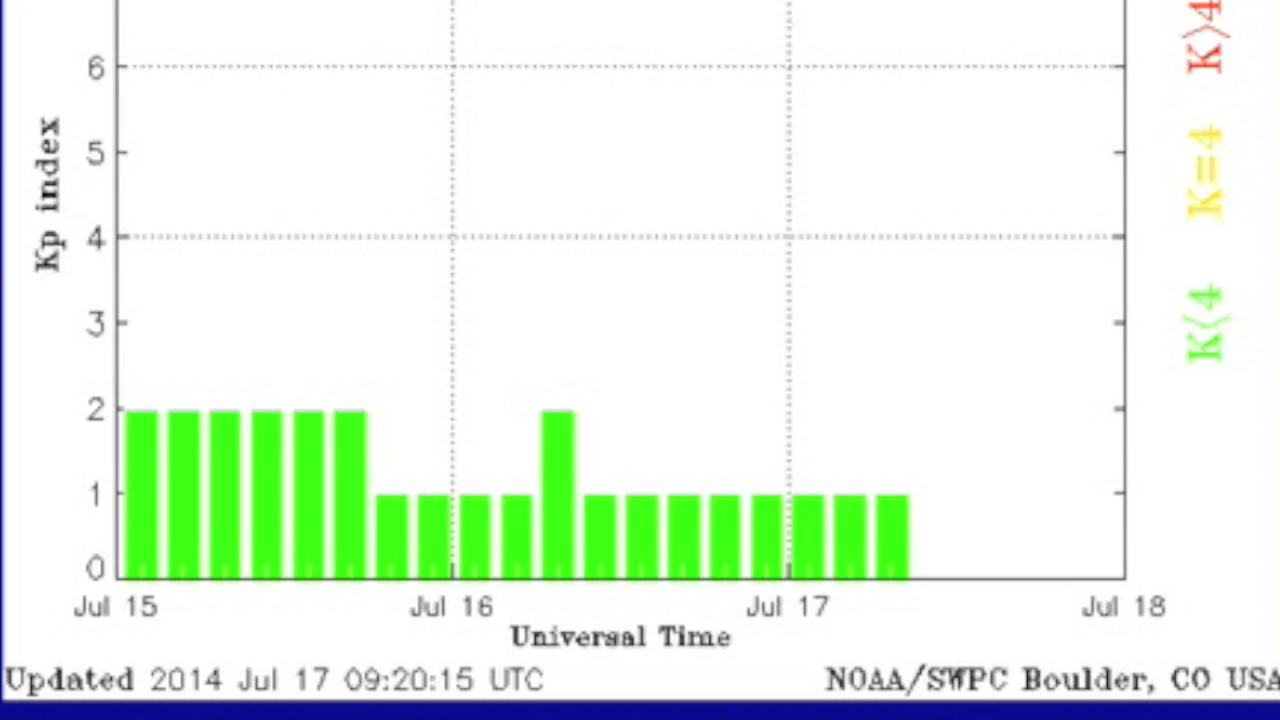 6
5
4
3
2
1
0
Kp index
K>4
K=4
K<4
Jul 15 Jul 16 Jul 17 Jul 18
Universal Time
Updated 2014 Jul 17 09:20:15 UTC
NOAA/SWPC Boulder, CO USA